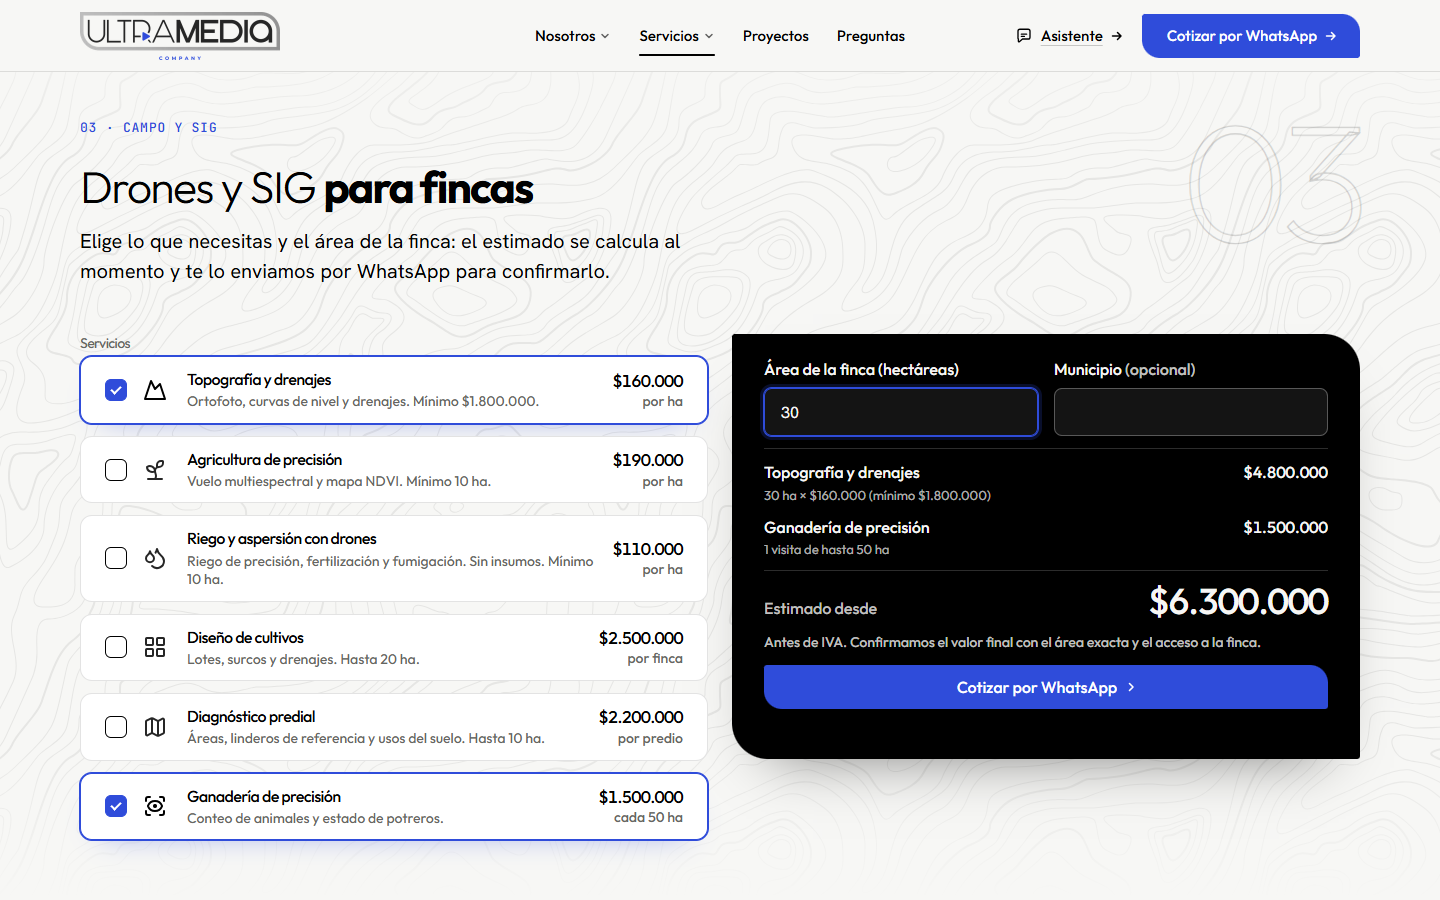 ULTRAMEDIA
COMPANY
Nosotros
Servicios
Proyectos
Preguntas
Asistente
Cotizar por WhatsApp
03 · CAMPO Y SIG
03
Drones y SIG para fincas
Elige lo que necesitas y el área de la finca: el estimado se calcula al
momento y te lo enviamos por WhatsApp para confirmarlo.
Servicios
Topografía y drenajes
Ortofoto, curvas de nivel y drenajes. Mínimo $1.800.000.
$160.000
por ha
Agricultura de precisión
Vuelo multiespectral y mapa NDVI. Mínimo 10 ha.
$190.000
por ha
Riego y aspersión con drones
Riego de precisión, fertilización y fumigación. Sin insumos. Mínimo
10 ha.
$110.000
por ha
Diseño de cultivos
Lotes, surcos y drenajes. Hasta 20 ha.
$2.500.000
por finca
Diagnóstico predial
Áreas, linderos de referencia y usos del suelo. Hasta 10 ha.
$2.200.000
por predio
Ganadería de precisión
Conteo de animales y estado de potreros.
$1.500.000
cada 50 ha
Área de la finca (hectáreas)
30
Municipio (opcional)
Topografía y drenajes
$4.800.000
30 ha × $160.000 (mínimo $1.800.000)
Ganadería de precisión
$1.500.000
1 visita de hasta 50 ha
Estimado desde
$6.300.000
Antes de IVA. Confirmamos el valor final con el área exacta y el acceso a la finca.
Cotizar por WhatsApp